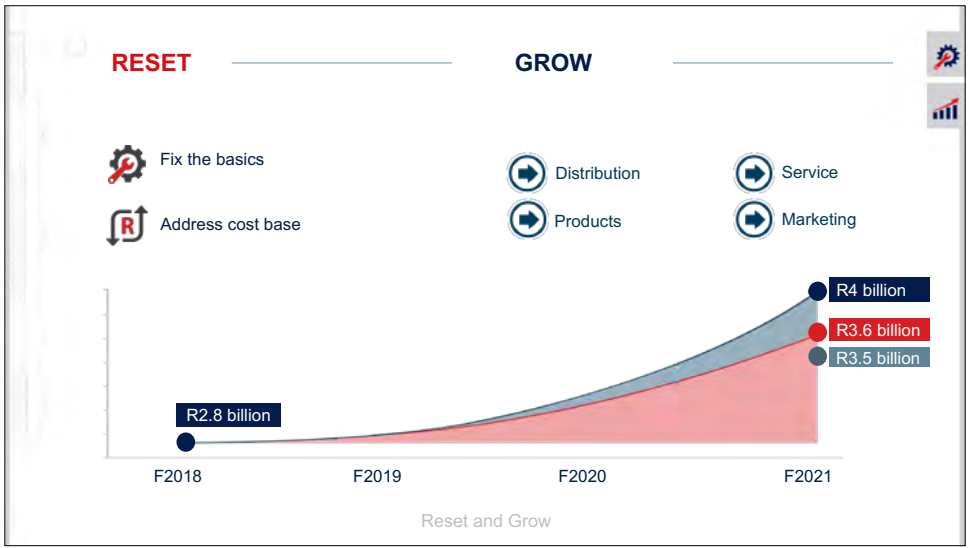 RESET
GROW
Fix the basics
Address cost base
R
Distribution
Service
Products
Marketing
R4 billion
R3.6 billion
R3.5 billion
R2.8 billion
F2018
F2019
F2020
F2021
Reset and Grow